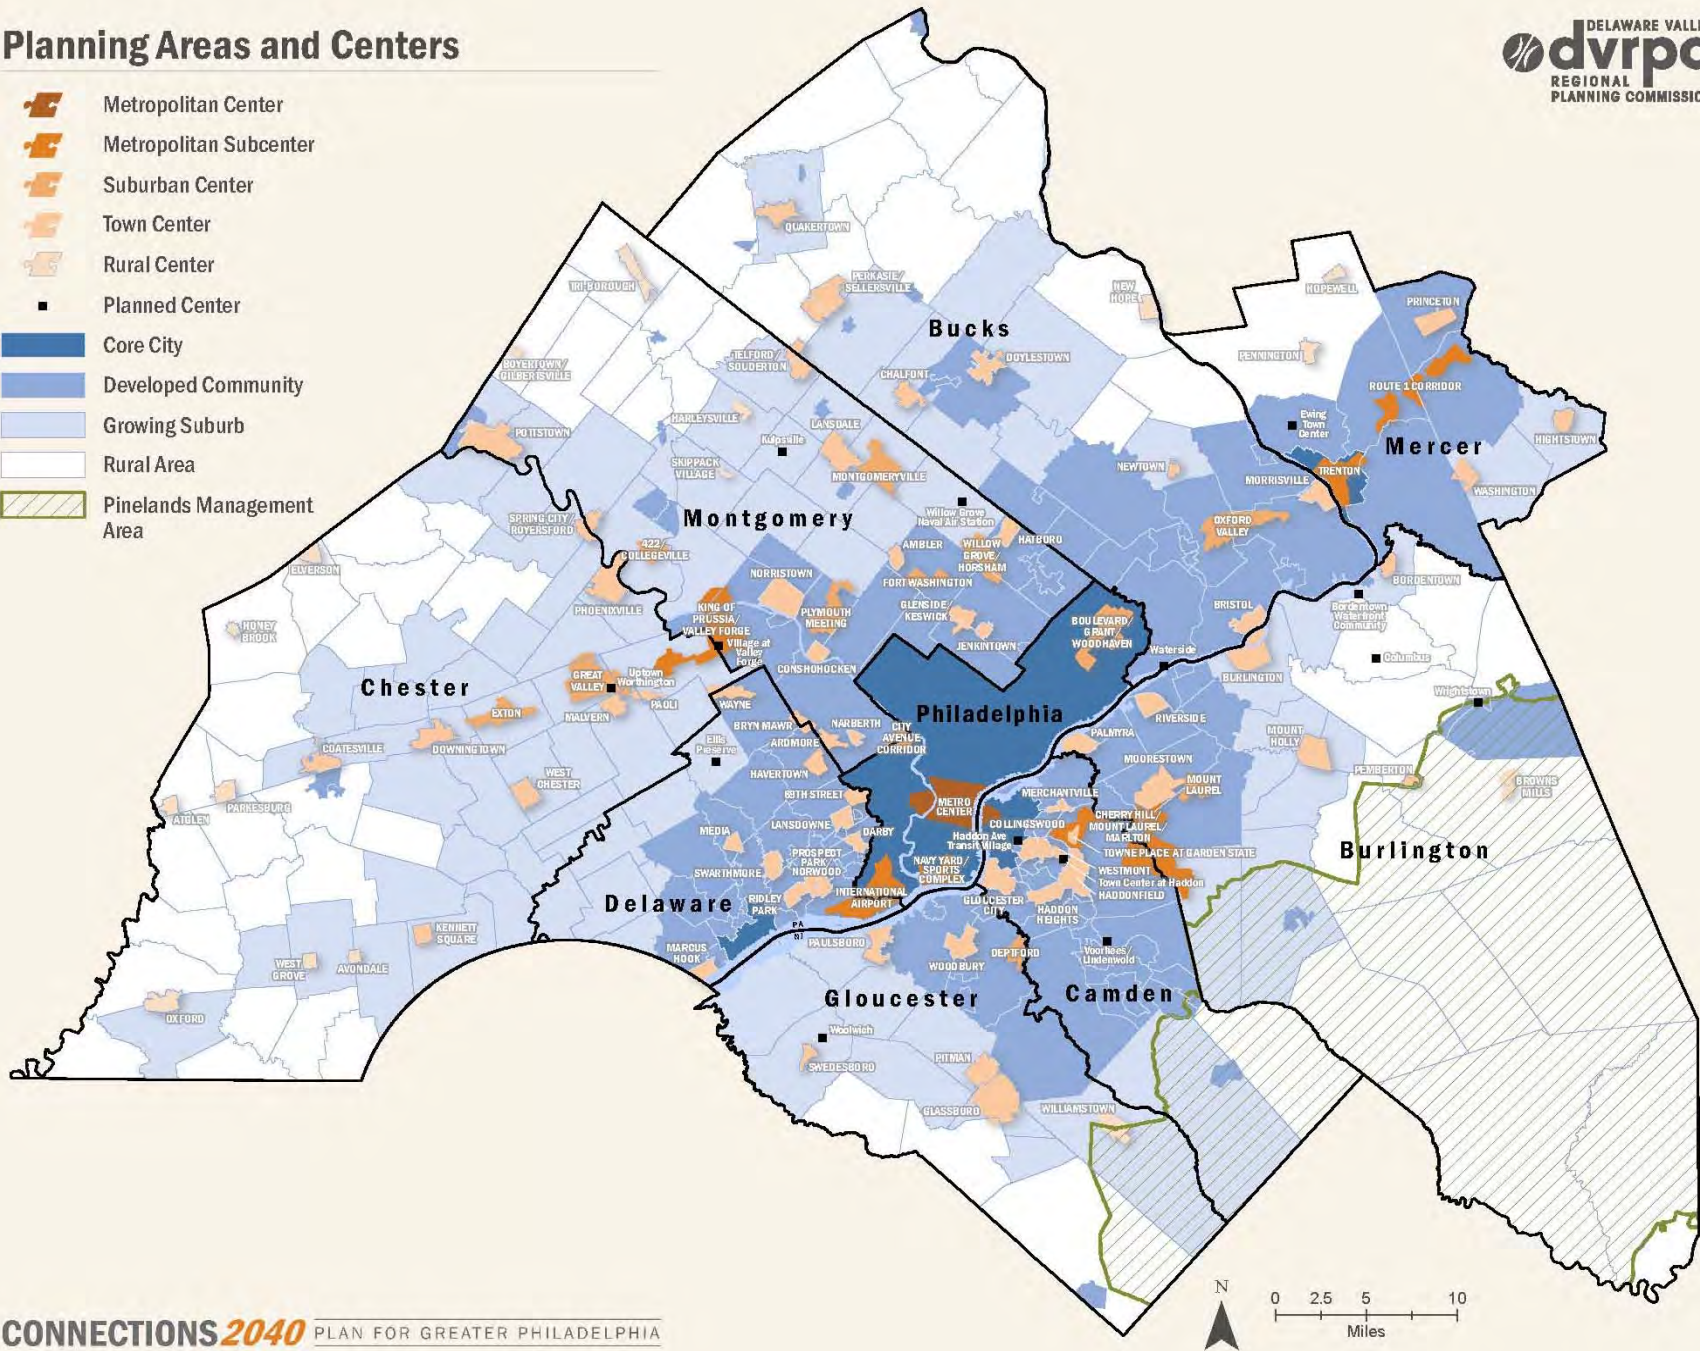 Planning Areas and Centers
Metropolitan Center
Metropolitan Subcenter
Suburban Center
Town Center
Rural Center
Planned Center
Core City
Developed Community
Growing Suburb
Rural Area
Pinelands Management
Area
DELAWARE VALLE
dvrpc
REGIONAL
PLANNING COMMISSIO
QUAKERTOWN
TRI-BOROUGH
PERKASIE/
SELLERSVILLE
NEW
HOPE
HOPEWELL
PRINCETON
Bucks
BOYERTOWN/
GILBERTSVILLE
TELFORD/
SOUDERTON
DOYLESTOWN
CHALFONT
PENNINGTON
ROUTE 1 CORRIDOR
HARLEYSVILLE
LANSDALE
Ewing
Town
Center
POTTSTOWN
Kulpsville
Mercer
HIGHTSTOWN
SKIPPACK
VILLAGE
MONTGOMERYVILLE
NEWTOWN
MORRISVILLE
TRENTON
WASHINGTON
Montgomery
Willow Grove
Naval Air Station
SPRING CITY/
ROYERSFORD
OXFORD
VALLEY
422/
COLLEGEVILLE
AMBLER
WILLOW
GROVE/
HORSHAM
HATBORO
ELVERSON
NORRISTOWN
FORT WASHINGTON
BORDENTOWN
PHOENIXVILLE
KING OF
PRUSSIA/
VALLEY FORGE
PLYMOUTH
MEETING
GLENSIDE/
KESWICK
BOULEVARD/
GRANT/
WOODHAVEN
BRISTOL
Bordentown
Waterfront
Community
HONEY
BROOK
Village at
Valley
Forge
JENKINTOWN
Waterside
Columbus
CONSHOHOCKEN
BURLINGTON
Chester
GREAT
VALLEY
Uptown
Worthington
Wrightstown
MALVERN
PAOLI
WAYNE
EXTON
Philadelphia
RIVERSIDE
BRYN MAWR
NARBERTH
CITY
AVENUE
CORRIDOR
COATESVILLE
DOWNINGTOWN
Ellis
Preserve
ARDMORE
PALMYRA
MOUNT
HOLLY
HAVERTOWN
MOORESTOWN
PEMBERTON
WEST
CHESTER
69TH STREET
METRO
CENTER
MERCHANTVILLE
MOUNT
LAUREL
BROWNS
MILLS
PARKESBURG
ATGLEN
MEDIA
LANSDOWNE
DARBY
COLLINGSWOOD
Haddon Ave
Transit Village
CHERRY HILL/
MOUNT LAUREL/
MARLTON
Burlington
TOWNE PLACE AT GARDEN STATE
SWARTHMORE
PROSPECT
PARK/
NORWOOD
NAVY YARD/
SPORTS
COMPLEX
WESTMONT
Town Center at Haddon
HADDONFIELD
Delaware
RIDLEY
PARK
INTERNATIONAL
AIRPORT
GLOUCESTER
CITY
HADDON
HEIGHTS
PA
NJ
KENNETT
SQUARE
MARCUS
HOOK
PAULSBORO
WOODBURY
DEPTFORD
Voorhees/
Lindenwold
WEST
GROVE
AVONDALE
Gloucester
Camden
OXFORD
Woolwich
SWEDESBORO
PITMAN
GLASSBORO
WILLIAMSTOWN
N
0 2.5 5 10
Miles
CONNECTIONS 2040 PLAN FOR GREATER PHILADELPHIA